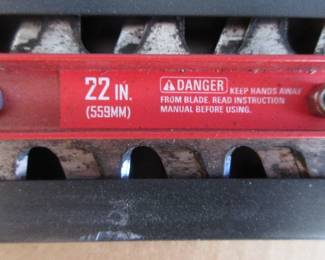 22 IN.
(559MM)
⚠ DANGER KEEP HANDS AWAY
FROM BLADE. READ INSTRUCTION
MANUAL BEFORE USING.